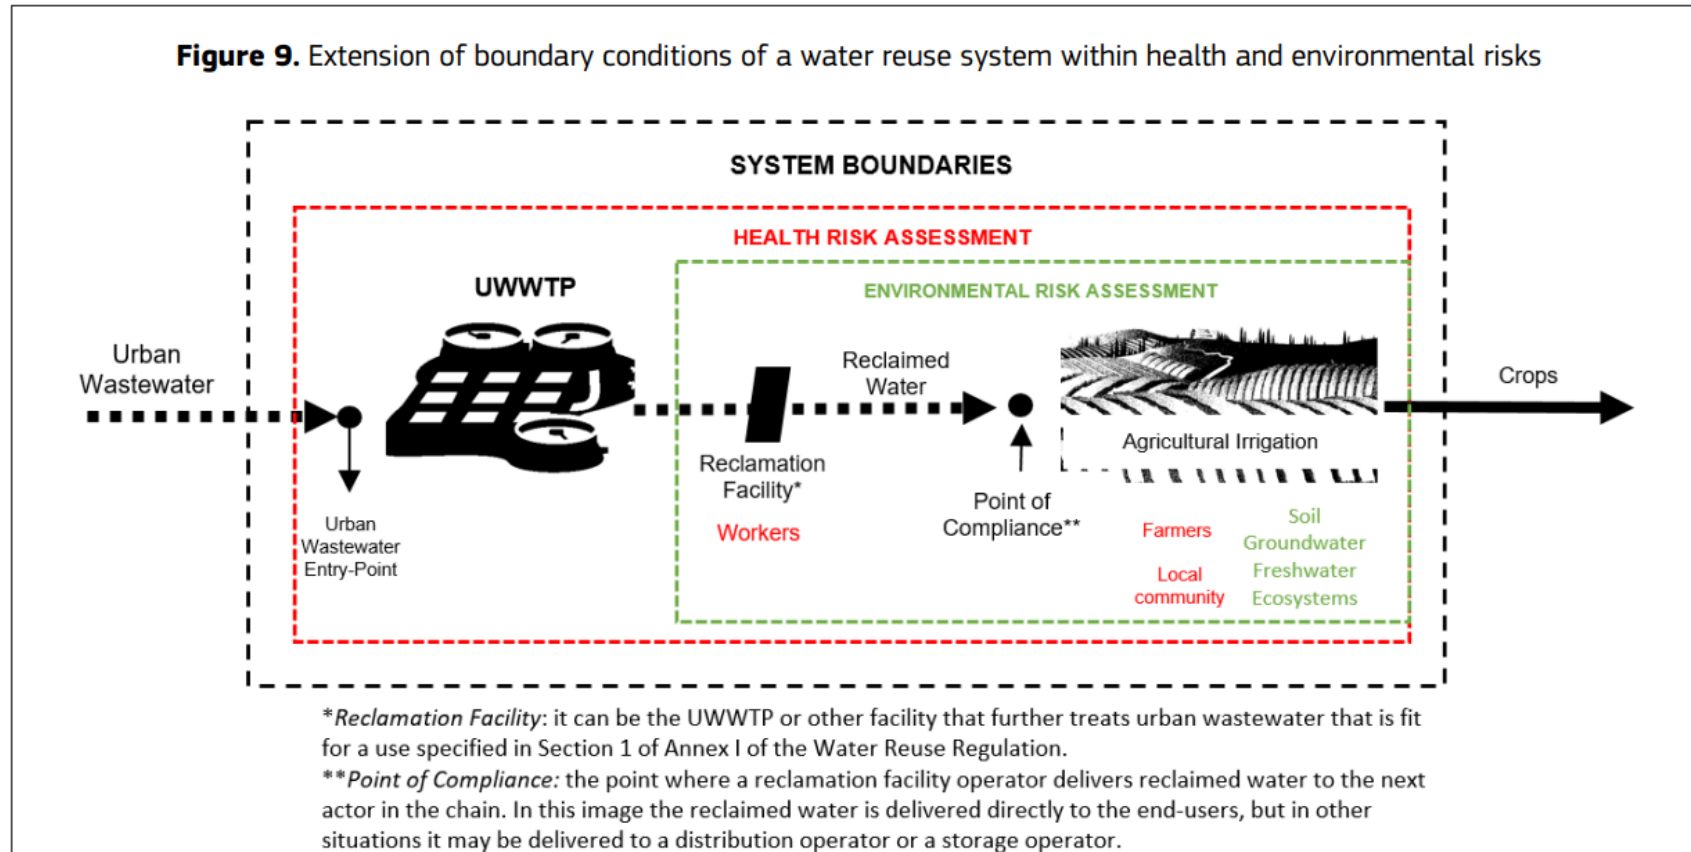 Figure 9. Extension of boundary conditions of a water reuse system within health and environmental risks
SYSTEM BOUNDARIES
HEALTH RISK ASSESSMENT
ENVIRONMENTAL RISK ASSESSMENT
UWWTP
Urban
Wastewater
Urban
Wastewater
Entry-Point
Reclamation
Facility*
Workers
Reclaimed
Water
Point of
Compliance**
Agricultural Irrigation
Farmers
Local
community
Soil
Groundwater
Freshwater
Ecosystems
Crops
*Reclamation Facility: it can be the UWWTP or other facility that further treats urban wastewater that is fit
for a use specified in Section 1 of Annex I of the Water Reuse Regulation.
**Point of Compliance: the point where a reclamation facility operator delivers reclaimed water to the next
actor in the chain. In this image the reclaimed water is delivered directly to the end-users, but in other
situations it may be delivered to a distribution operator or a storage operator.